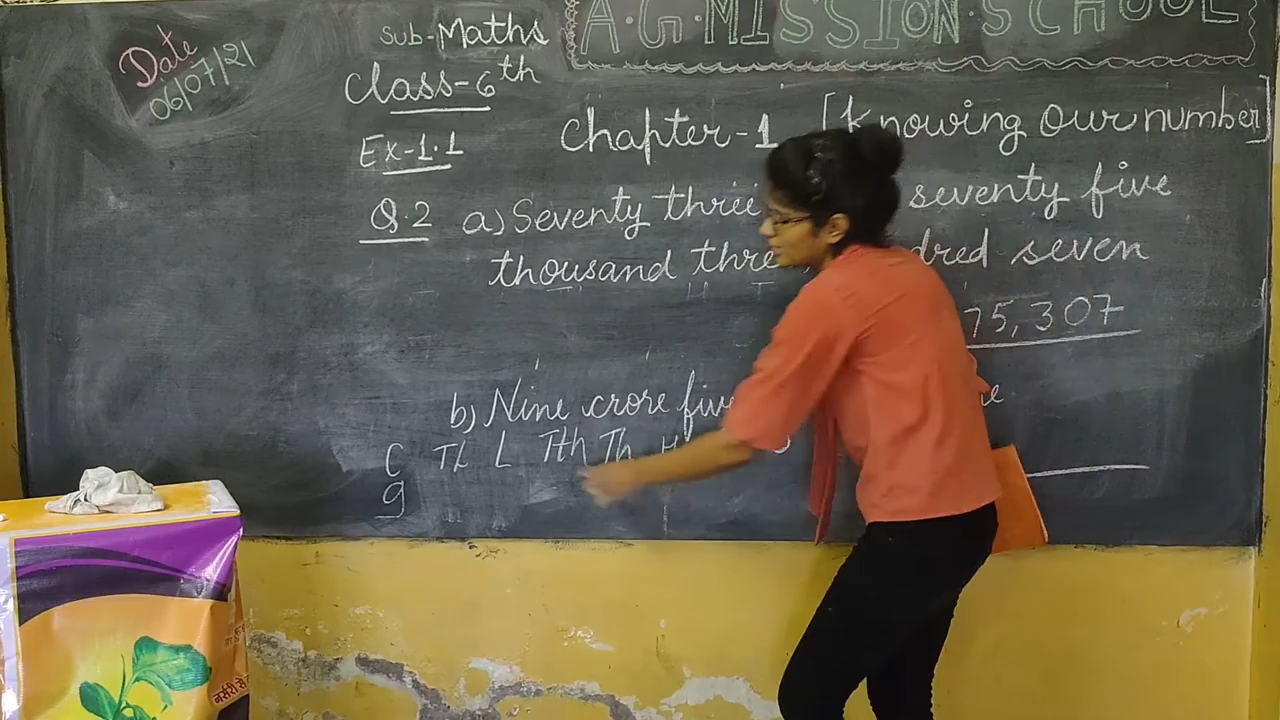 A.G.MISSION.SCHOOL
Date
06/07/21
Sub-Maths
Class-6th
Ex-1.1
Chapter-1 [Knowing Our number]
Q.2 a) Seventy three seventy five
thousand three seven
75,307
b) Nine crore five
C TL L Tth Th H
9